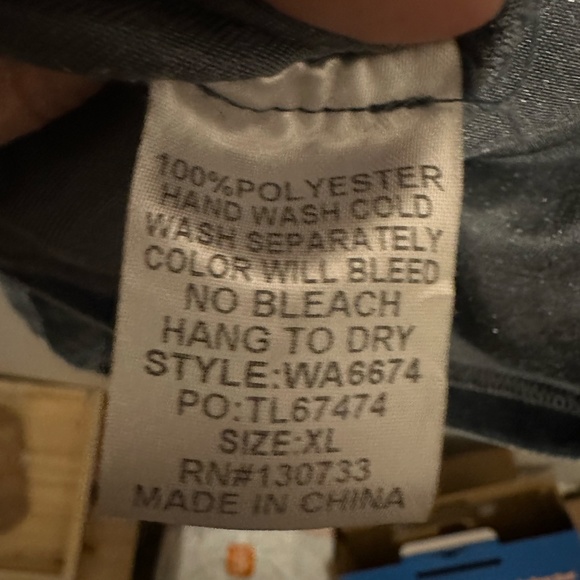 100%POLYESTER
HAND WASH COLD
WASH SEPARATELY
COLOR WILL BLEED
NO BLEACH
HANG TO DRY
STYLE:WA6674
PO:TL67474
SIZE:XL
RN#130733
MADE IN CHINA